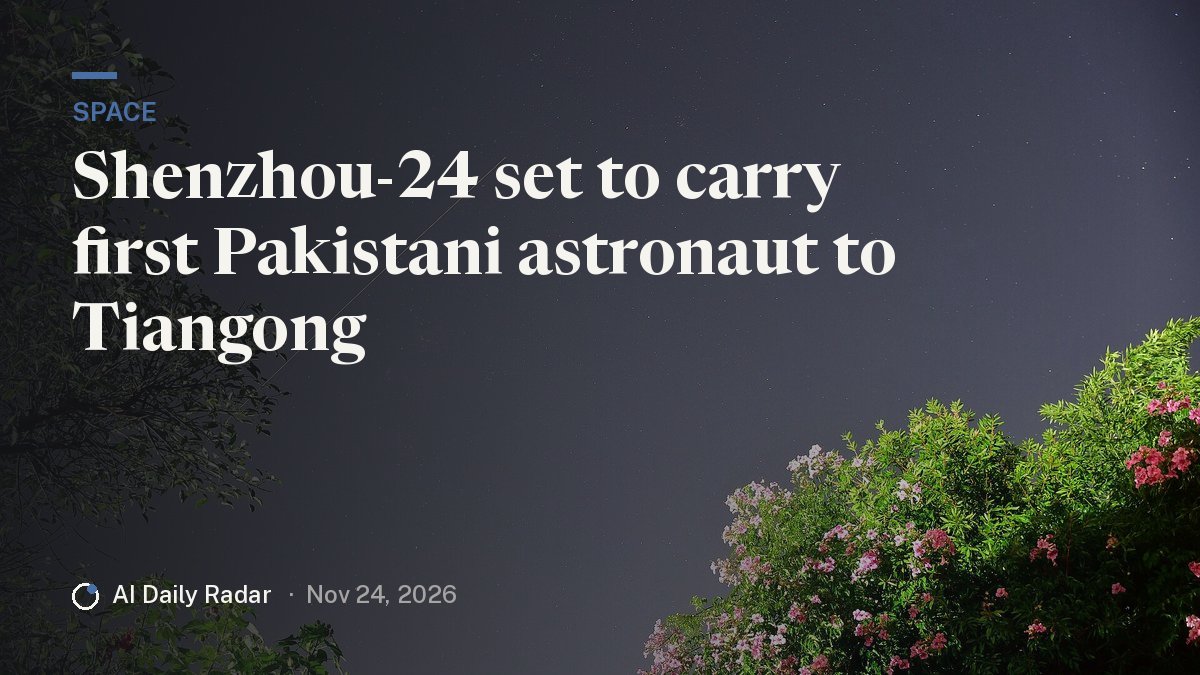 SPACE
Shenzhou-24 set to carry
first Pakistani astronaut to
Tiangong
AI Daily Radar · Nov 24, 2026